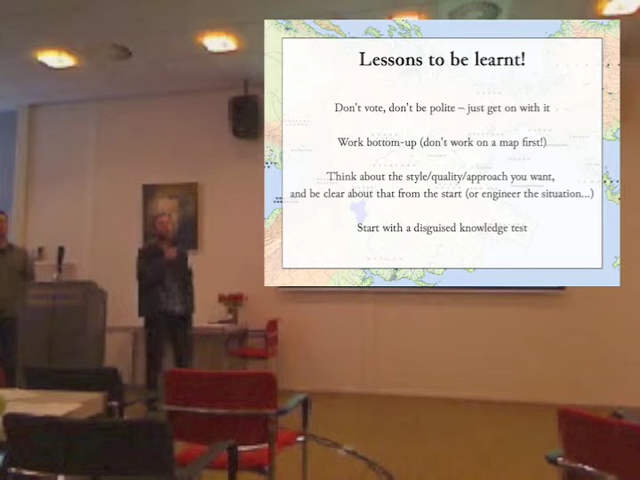 Lessons to be learnt!
Don't vote, don't be polite – just get on with it
Work bottom-up (don't work on a map first!)
Think about the style/quality/approach you want,
and be clear about that from the start (or engineer the situation...)
Start with a disguised knowledge test